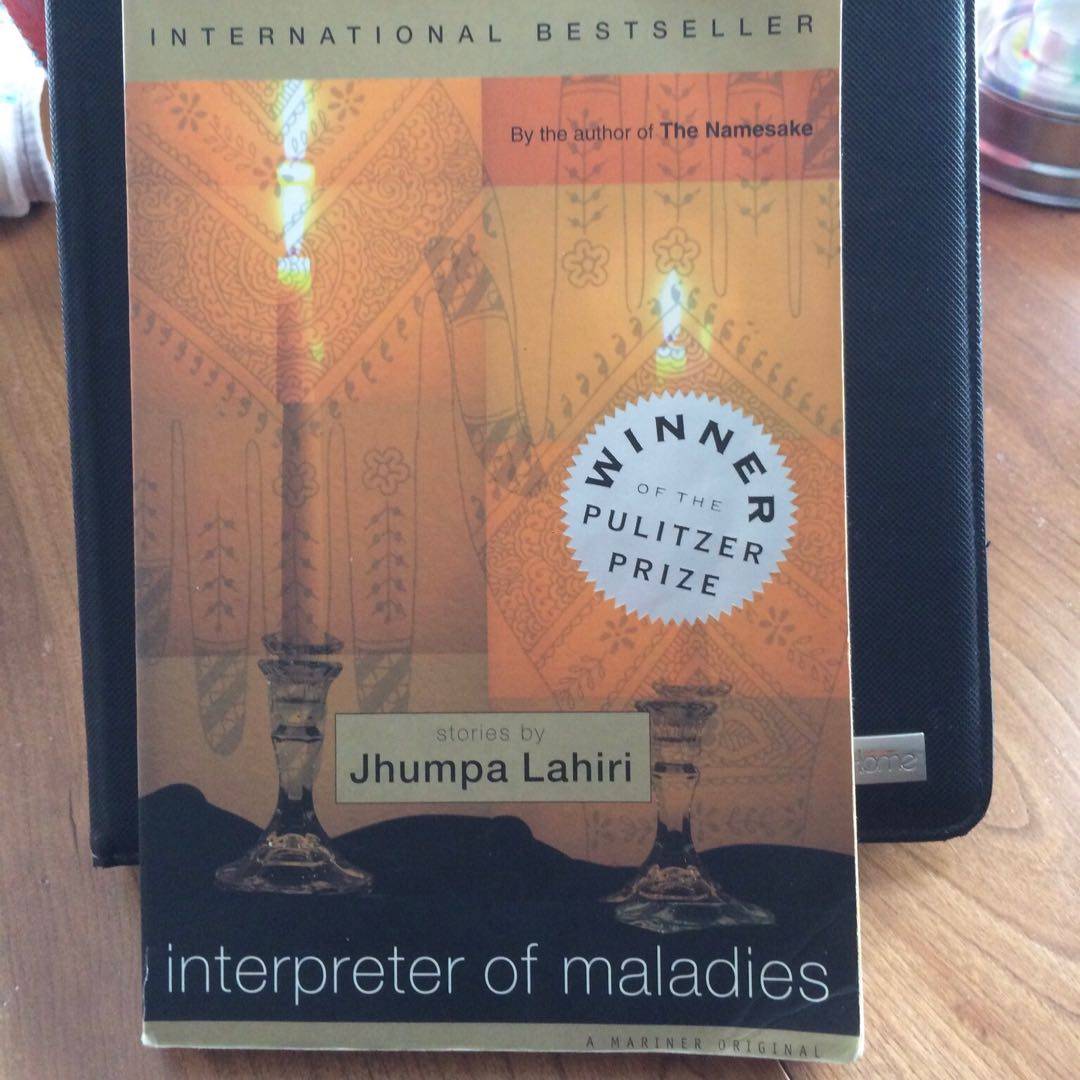 INTERNATIONAL BESTSELLER
By the author of The Namesake
WINNER
OF THE
PULITZER
PRIZE
stories by
Jhumpa Lahiri
Home
interpreter of maladies
A MARINER ORIGINAL